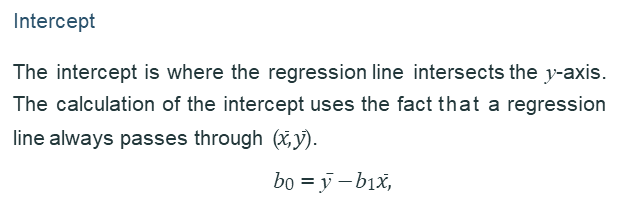 Intercept
The intercept is where the regression line intersects the y-axis.
The calculation of the intercept uses the fact that a regression
line always passes through (x̄,ȳ).
b₀ = ȳ – b₁x̄,